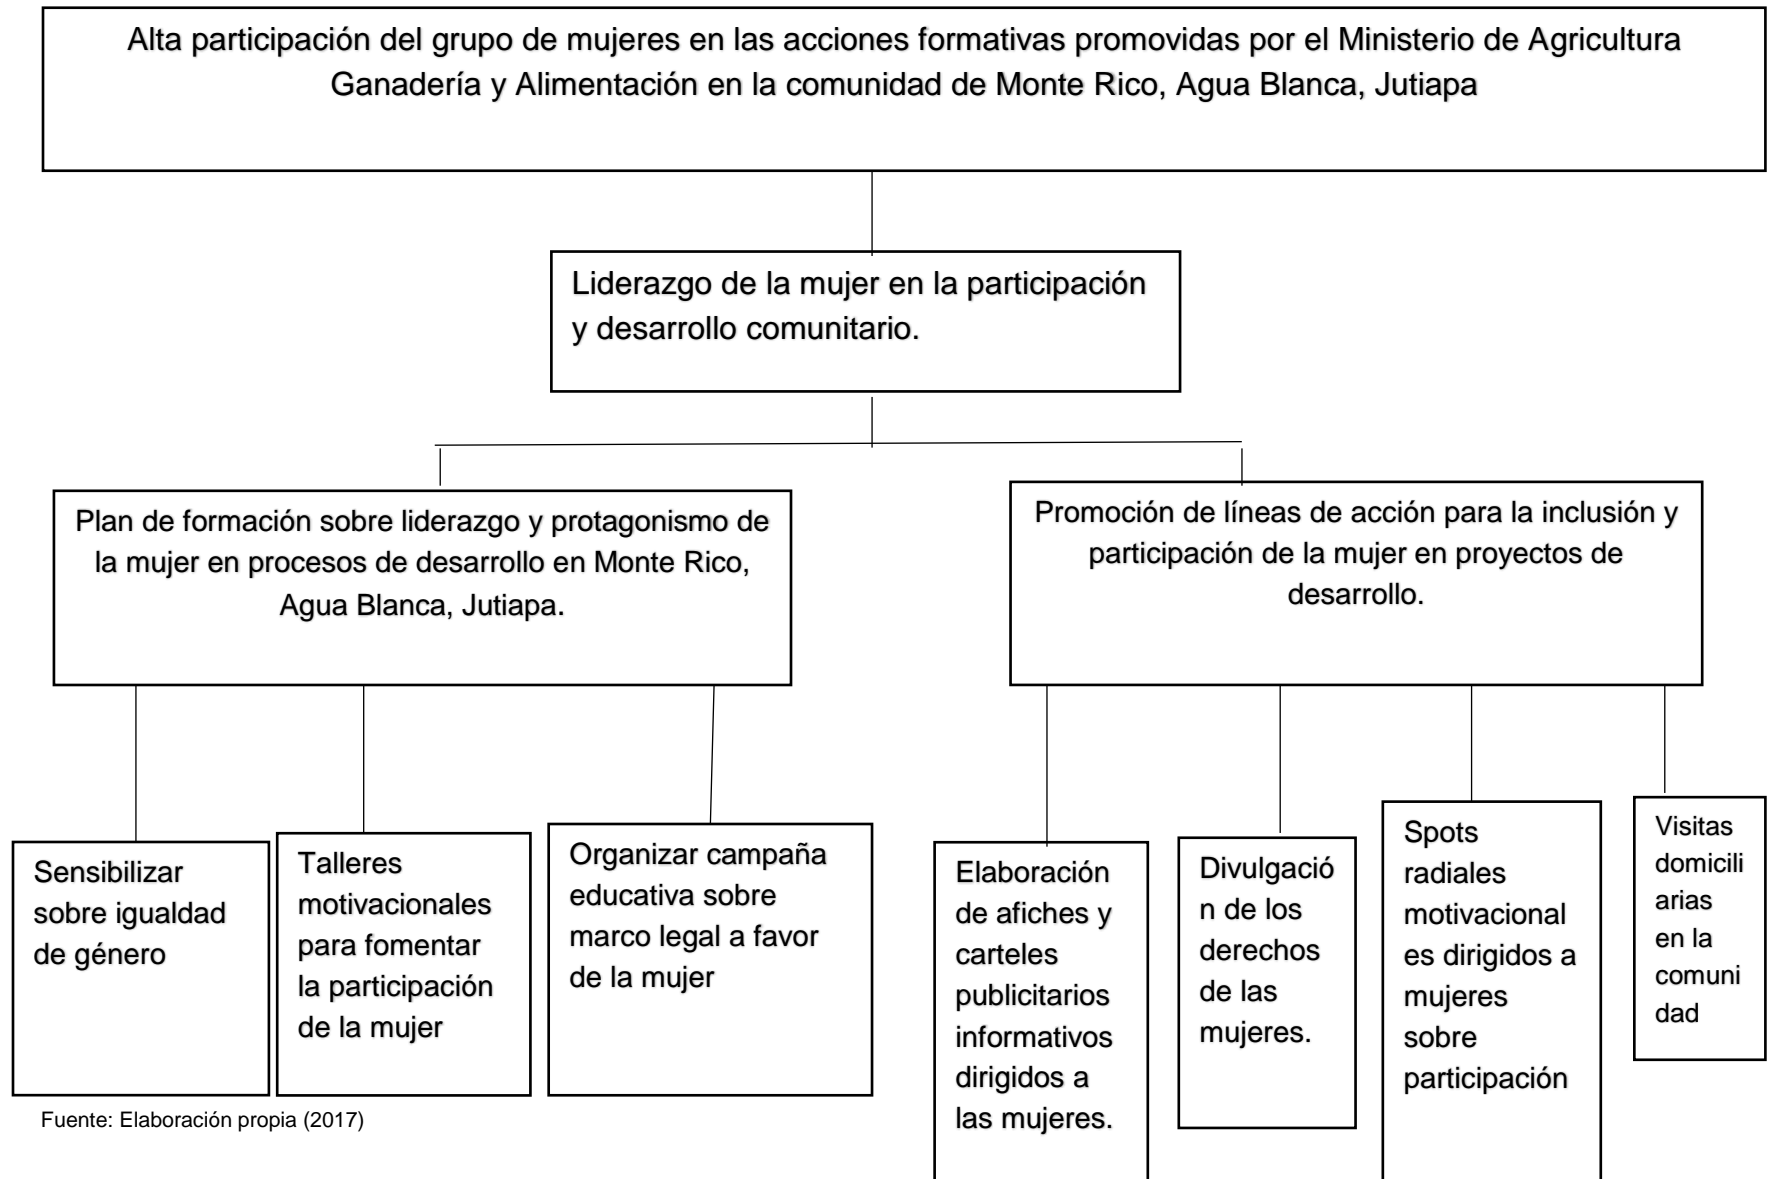 Alta participación del grupo de mujeres en las acciones formativas promovidas por el Ministerio de Agricultura
Ganadería y Alimentación en la comunidad de Monte Rico, Agua Blanca, Jutiapa
Liderazgo de la mujer en la participación
y desarrollo comunitario.
Plan de formación sobre liderazgo y protagonismo de
la mujer en procesos de desarrollo en Monte Rico,
Agua Blanca, Jutiapa.
Promoción de líneas de acción para la inclusión y
participación de la mujer en proyectos de
desarrollo.
Sensibilizar
sobre igualdad
de género
Talleres
motivacionales
para fomentar
la participación
de la mujer
Organizar campaña
educativa sobre
marco legal a favor
de la mujer
Elaboración
de afiches y
carteles
publicitarios
informativos
dirigidos a
las mujeres.
Divulgació
n de los
derechos
de las
mujeres.
Spots
radiales
motivacional
es dirigidos a
mujeres
sobre
participación
Visitas
domicili
arias
en la
comuni
dad
Fuente: Elaboración propia (2017)